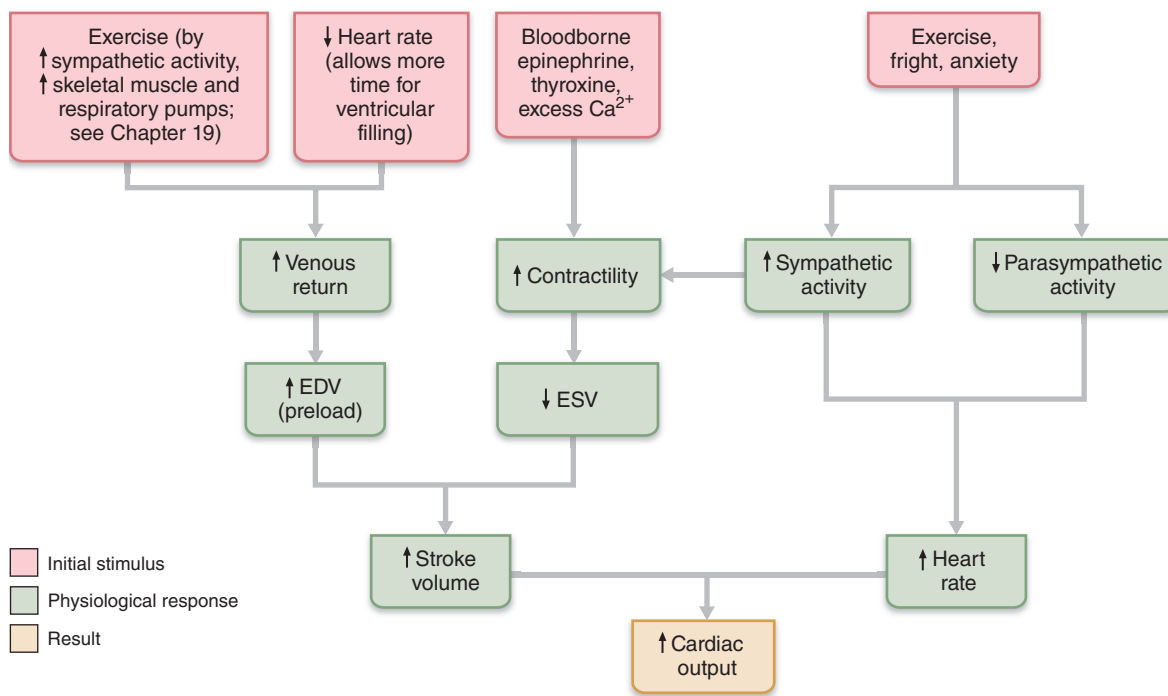 Exercise (by
↑ sympathetic activity,
↑ skeletal muscle and
respiratory pumps;
see Chapter 19)
↓ Heart rate
(allows more
time for
ventricular
filling)
Bloodborne
epinephrine,
thyroxine,
excess Ca²⁺
Exercise,
fright, anxiety
↑ Venous
return
↑ Contractility
↑ Sympathetic
activity
↓ Parasympathetic
activity
↑ EDV
(preload)
↓ ESV
↑ Stroke
volume
↑ Heart
rate
Initial stimulus
Physiological response
Result
↑ Cardiac
output